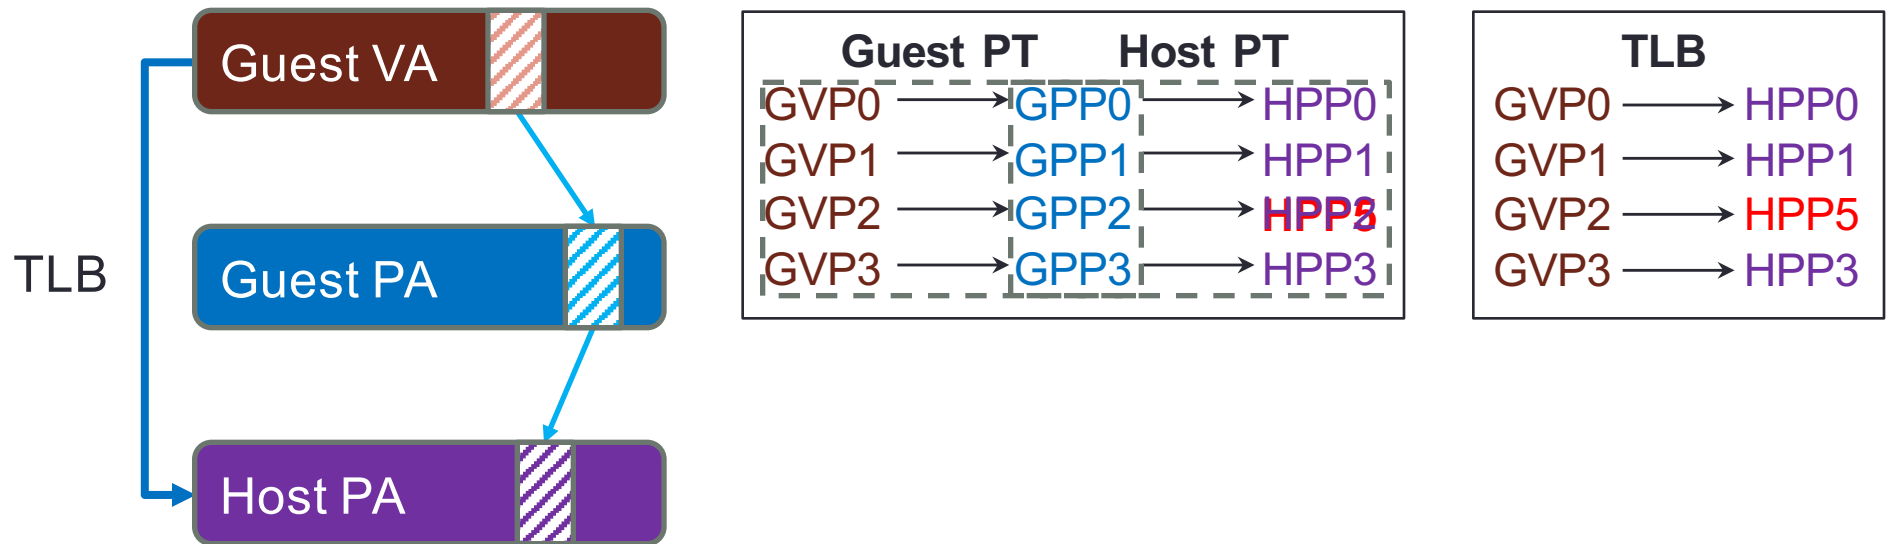 Guest VA
TLB
Guest PA
Host PA
Guest PT Host PT
GVP0 GPP0 HPP0
GVP1 GPP1 HPP1
GVP2 GPP2
GVP3 GPP3 HPP3
TLB
GVP0 HPP0
GVP1 HPP1
GVP2 HPP5
GVP3 HPP3